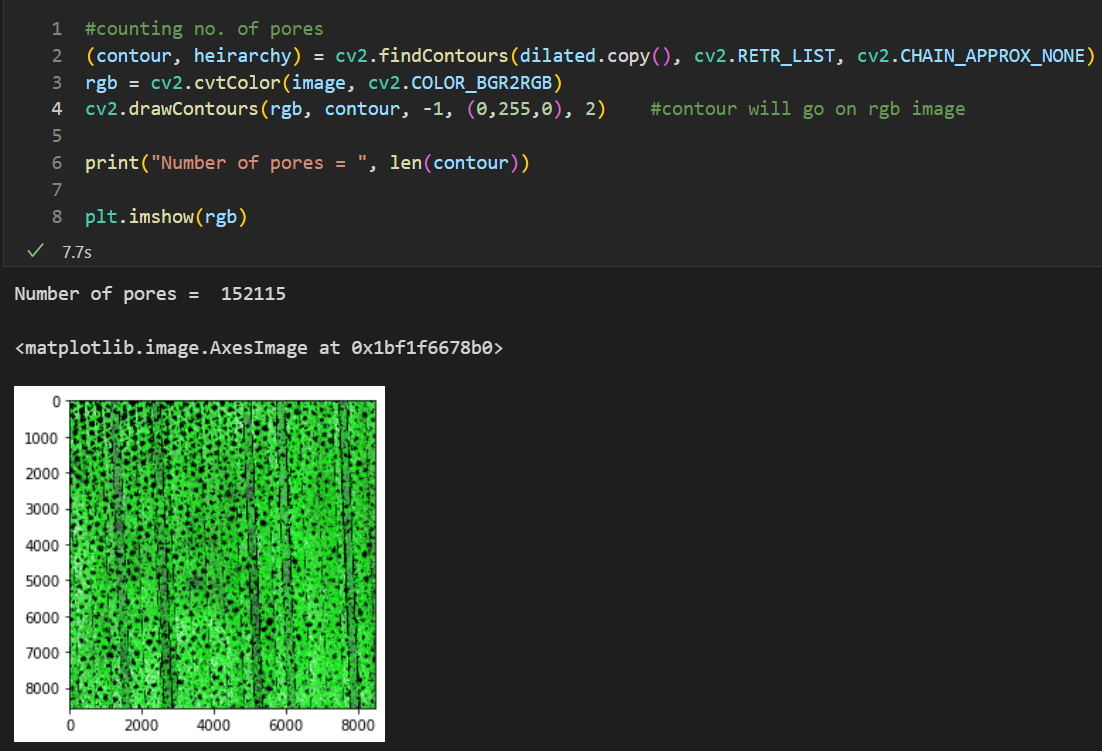 1 #counting no. of pores
2 (contour, heirarchy) = cv2.findContours(dilated.copy(), cv2.RETR_LIST, cv2.CHAIN_APPROX_NONE)
3 rgb = cv2.cvtColor(image, cv2.COLOR_BGR2RGB)
4 cv2.drawContours(rgb, contour, -1, (0,255,0), 2)    #contour will go on rgb image
5
6 print("Number of pores = ", len(contour))
7
8 plt.imshow(rgb)
7.7s
Number of pores =  152115
<matplotlib.image.AxesImage at 0x1bf1f6678b0>
0
1000
2000
3000
4000
5000
6000
7000
8000
0 2000 4000 6000 8000